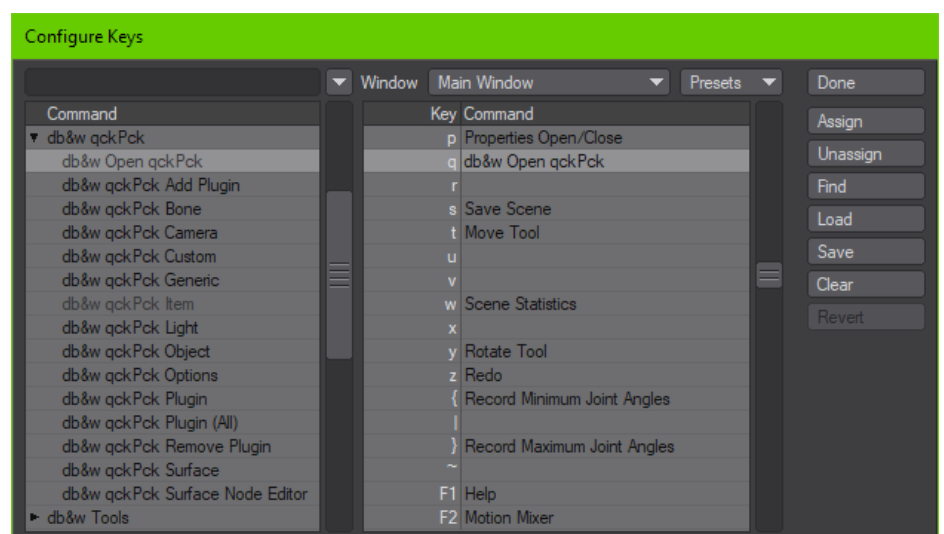 Configure Keys
Window Main Window Presets Done
Command
db&w qckPck
db&w Open qckPck
db&w qckPck Add Plugin
db&w qckPck Bone
db&w qckPck Camera
db&w qckPck Custom
db&w qckPck Generic
db&w qckPck Item
db&w qckPck Light
db&w qckPck Object
db&w qckPck Options
db&w qckPck Plugin
db&w qckPck Plugin (All)
db&w qckPck Remove Plugin
db&w qckPck Surface
db&w qckPck Surface Node Editor
db&w Tools
Key Command
p Properties Open/Close
q db&w Open qckPck
r
s Save Scene
t Move Tool
u
v
w Scene Statistics
x
y Rotate Tool
z Redo
{ Record Minimum Joint Angles
|
} Record Maximum Joint Angles
~
F1 Help
F2 Motion Mixer
Assign
Unassign
Find
Load
Save
Clear
Revert